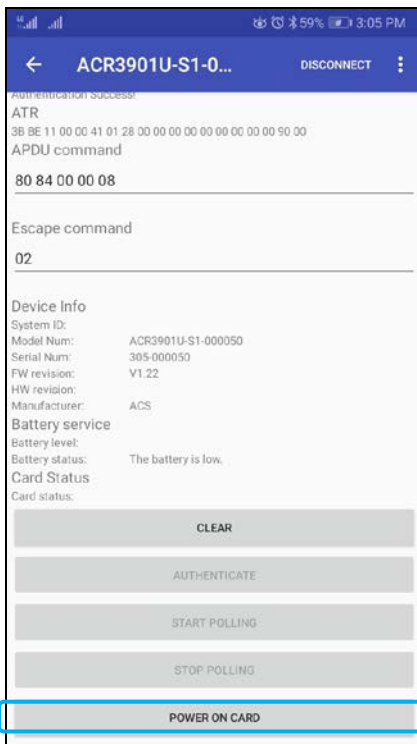 59% 3:05 PM
ACR3901U-S1-0... DISCONNECT
Authentication Success!
ATR
3B BE 11 00 00 41 01 28 00 00 00 00 00 00 00 00 00 90 00
APDU command
80 84 00 00 08
Escape command
02
Device Info
System ID:
Model Num: ACR3901U-S1-000050
Serial Num: 305-000050
FW revision: V1.22
HW revision:
Manufacturer: ACS
Battery service
Battery level:
Battery status: The battery is low.
Card Status
Card status:
CLEAR
AUTHENTICATE
START POLLING
STOP POLLING
POWER ON CARD